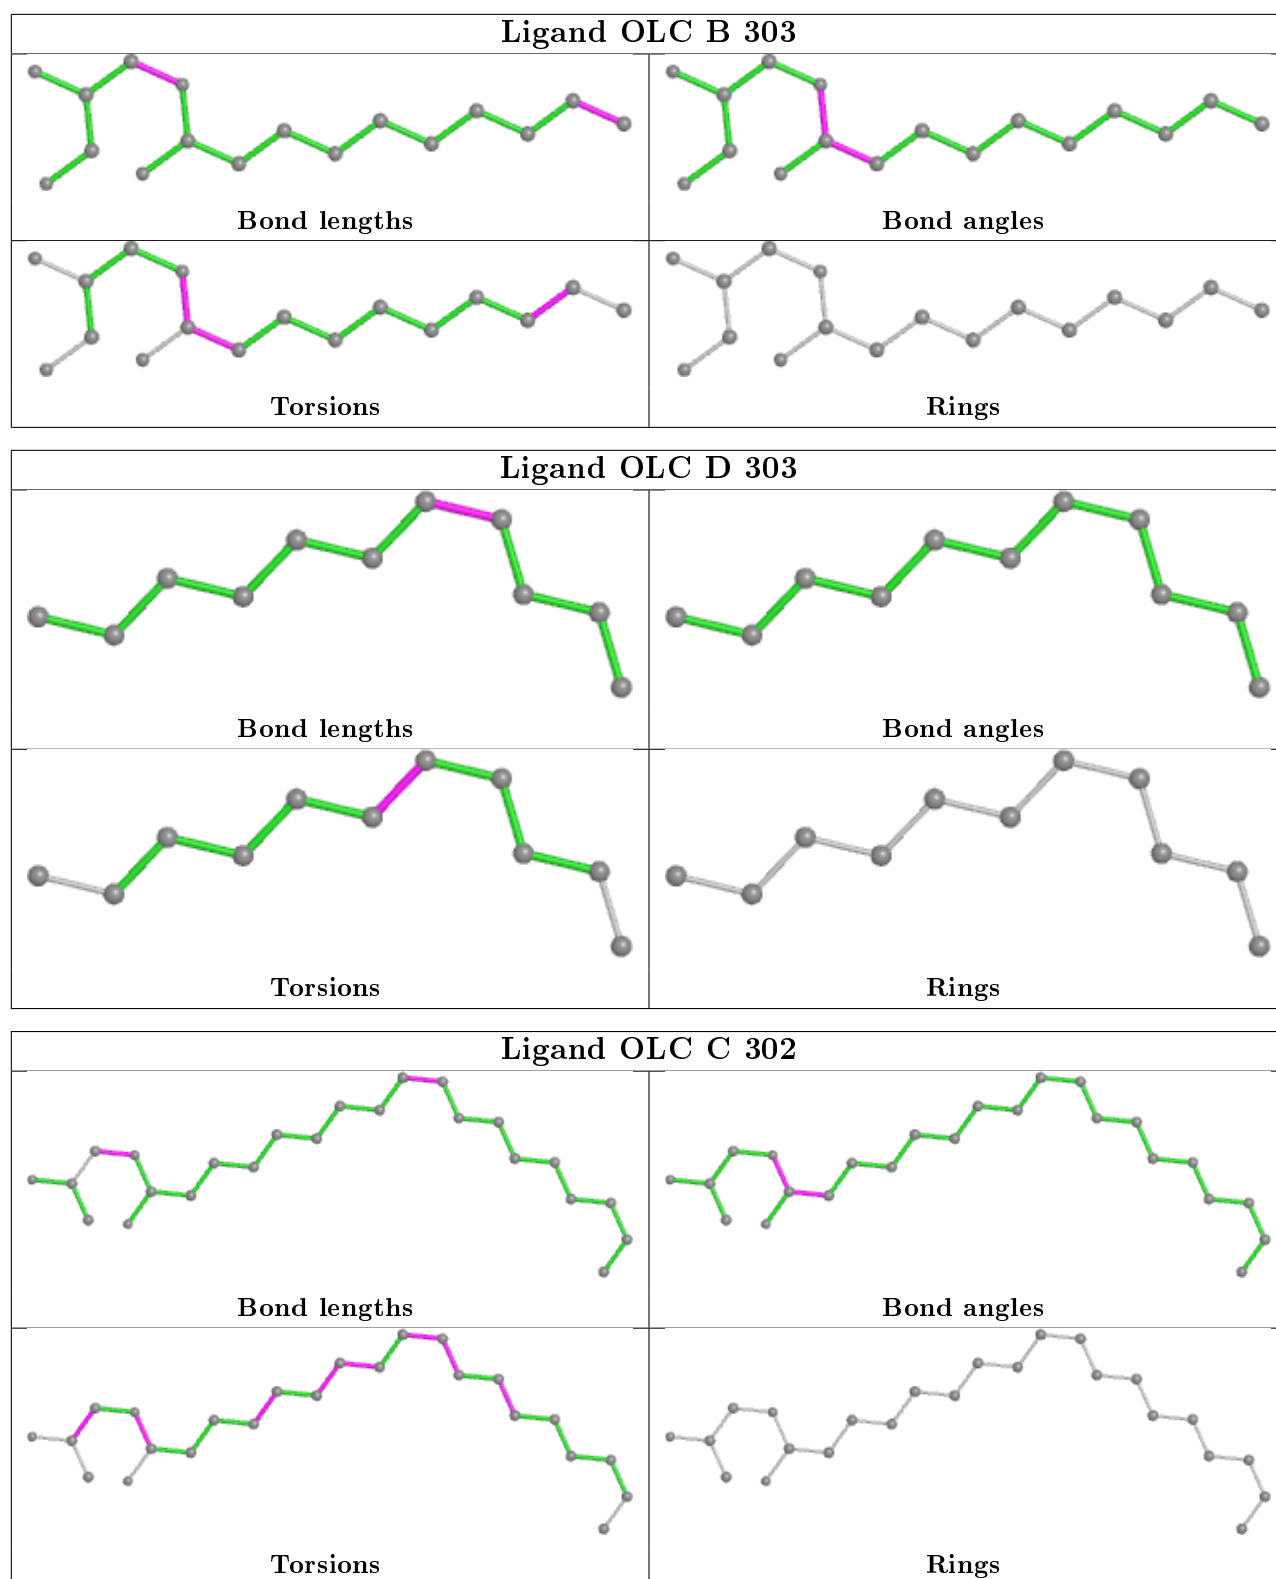 Ligand OLC B 303
Bond lengths
Bond angles
Torsions
Rings
Ligand OLC D 303
Bond lengths
Bond angles
Torsions
Rings
Ligand OLC C 302
Bond lengths
Bond angles
Torsions
Rings